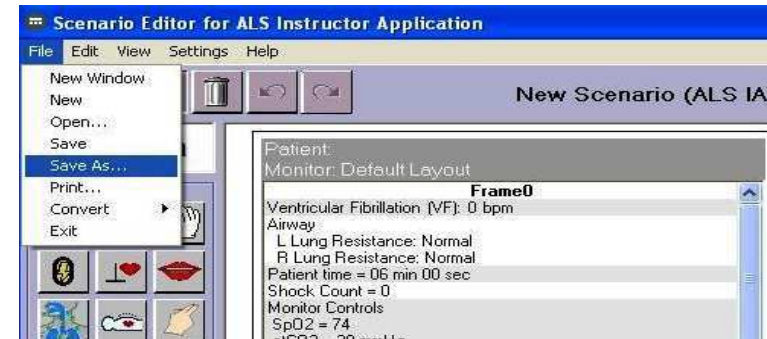 Scenario Editor for ALS Instructor Application
File Edit View Settings Help
New Window
New
Open...
Save
Save As...
Print...
Convert
Exit
New Scenario (ALS IA
Patient:
Monitor: Default Layout
Frame0
Ventricular Fibrillation (VF): 0 bpm
Airway
L Lung Resistance: Normal
R Lung Resistance: Normal
Patient time = 06 min 00 sec
Shock Count = 0
Monitor Controls
SpO2 = 74